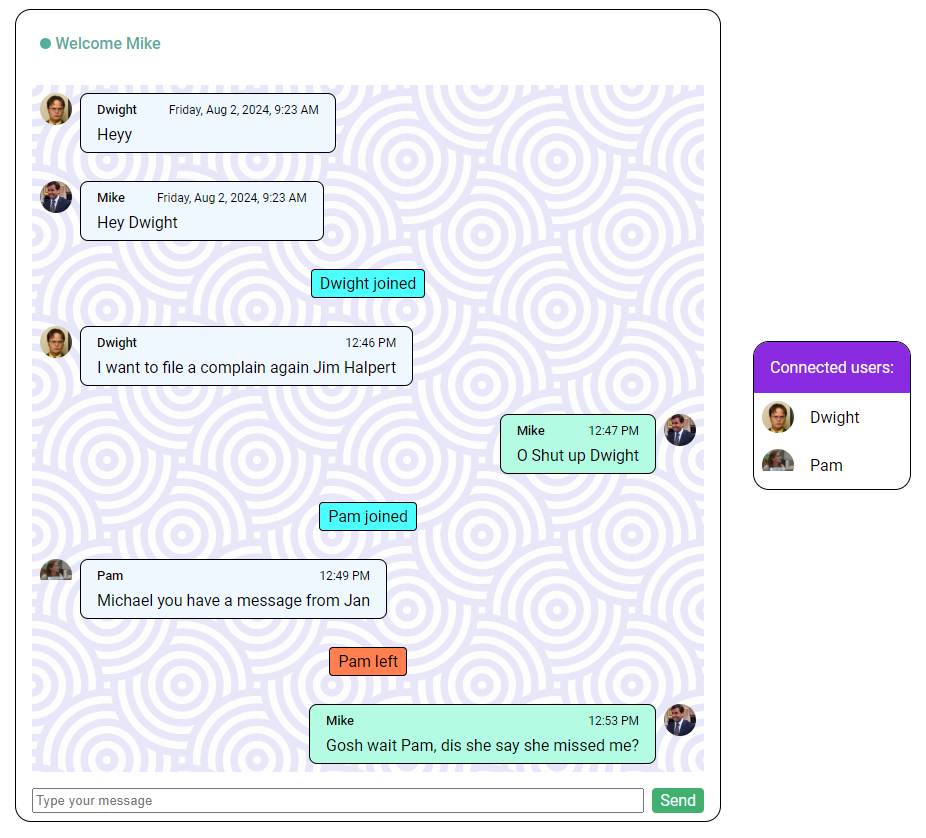 Welcome Mike
Dwight Friday, Aug 2, 2024, 9:23 AM
Heyy
Mike Friday, Aug 2, 2024, 9:23 AM
Hey Dwight
Dwight joined
Dwight 12:46 PM
I want to file a complain again Jim Halpert
Mike 12:47 PM
O Shut up Dwight
Pam joined
Pam 12:49 PM
Michael you have a message from Jan
Pam left
Mike 12:53 PM
Gosh wait Pam, dis she say she missed me?
Type your message
Send
Connected users:
Dwight
Pam